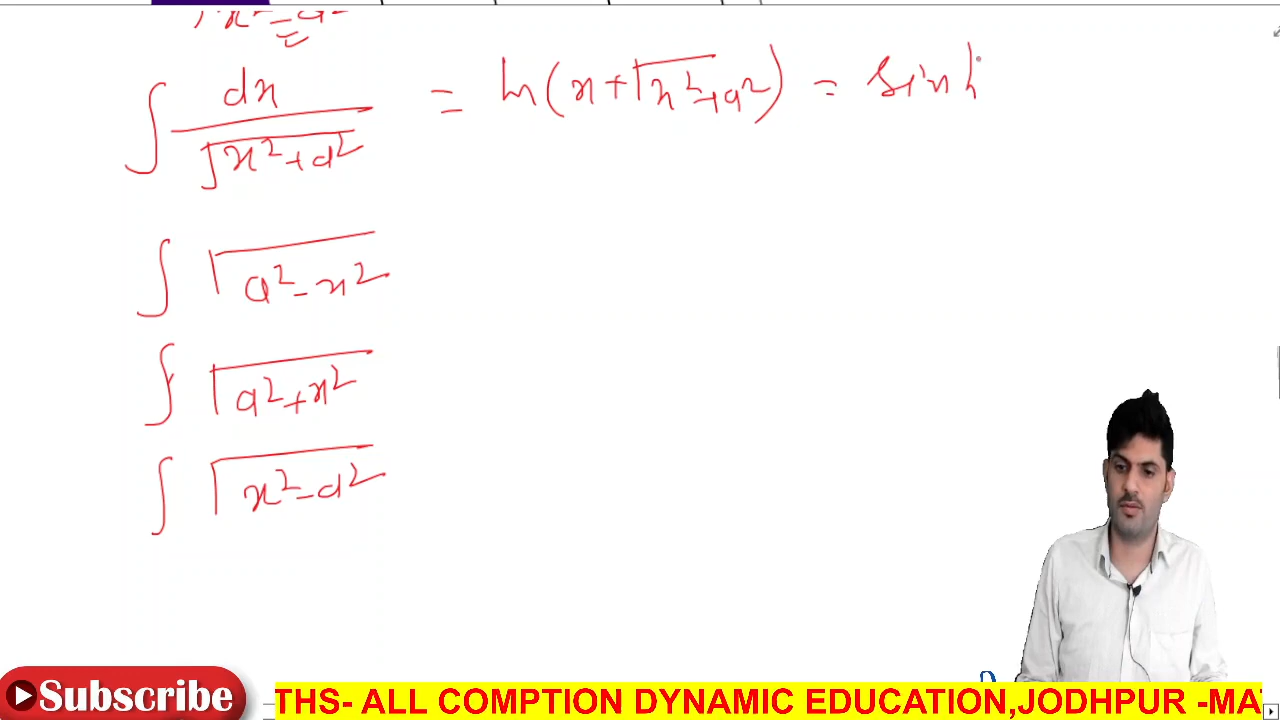 ∫ dx / √x²+a² = ln(x+√x²+a²) = sinh
∫ √a²-x²
∫ √a²+x²
∫ √x²-a²
Subscribe
THS- ALL COMPTION DYNAMIC EDUCATION,JODHPUR -MA